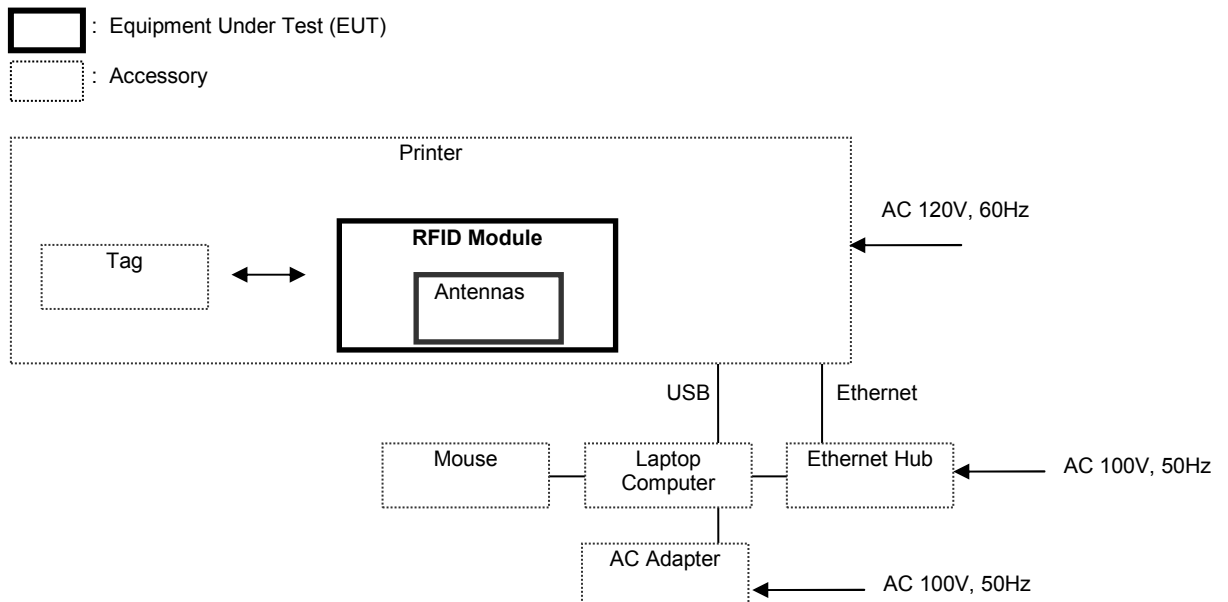 : Equipment Under Test (EUT)
: Accessory
Printer
AC 120V, 60Hz
RFID Module
Tag
Antennas
USB
Ethernet
Mouse
Laptop
Computer
Ethernet Hub
AC 100V, 50Hz
AC Adapter
AC 100V, 50Hz